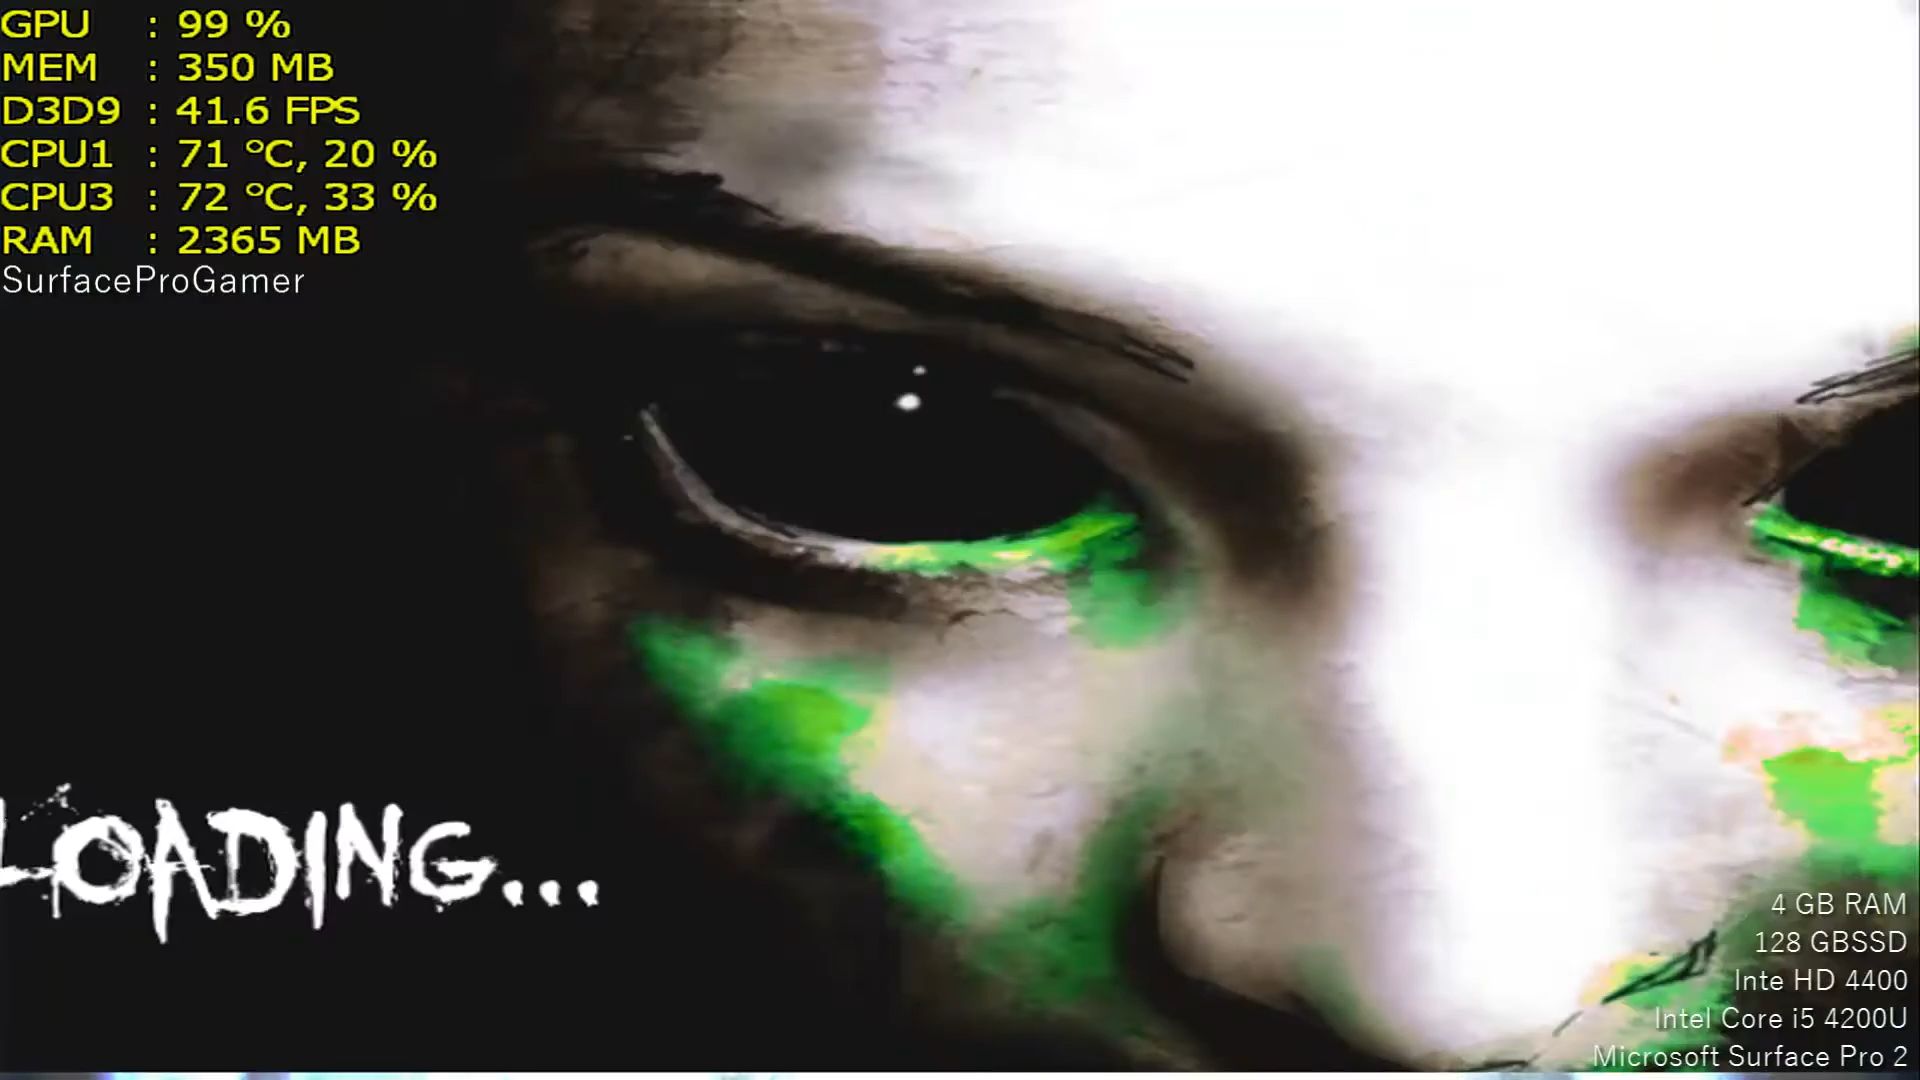 GPU : 99 %
MEM : 350 MB
D3D9 : 41.6 FPS
CPU1 : 71 °C, 20 %
CPU3 : 72 °C, 33 %
RAM : 2365 MB
SurfaceProGamer
LOADING...
4 GB RAM
128 GBSSD
Inte HD 4400
Intel Core i5 4200U
Microsoft Surface Pro 2